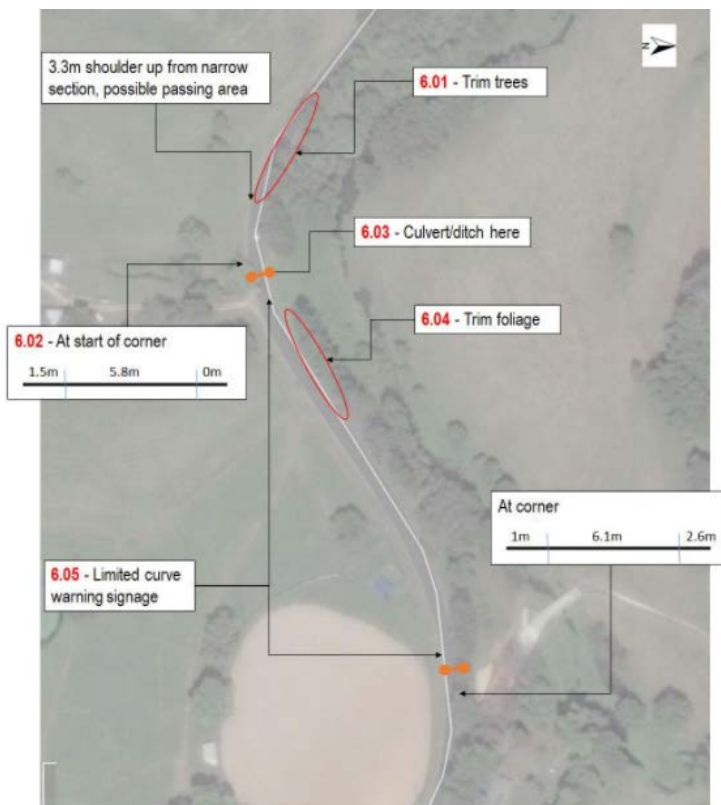 3.3m shoulder up from narrow
section, possible passing area
N
6.01 - Trim trees
6.03 - Culvert/ditch here
6.02 - At start of corner
1.5m 5.8m 0m
6.04 - Trim foliage
At corner
1m 6.1m 2.6m
6.05 - Limited curve
warning signage